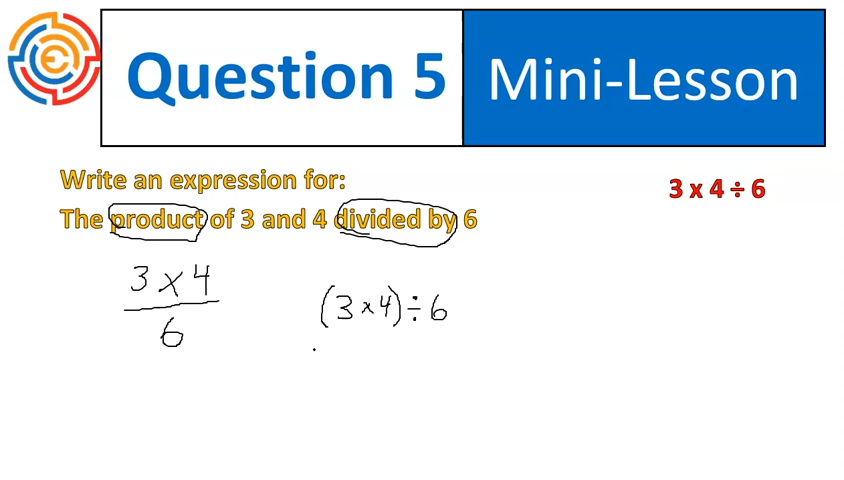 Question 5 Mini-Lesson
Write an expression for:
3 x 4 ÷ 6
The product of 3 and 4 divided by 6
3 x 4
6
(3 x 4) ÷ 6